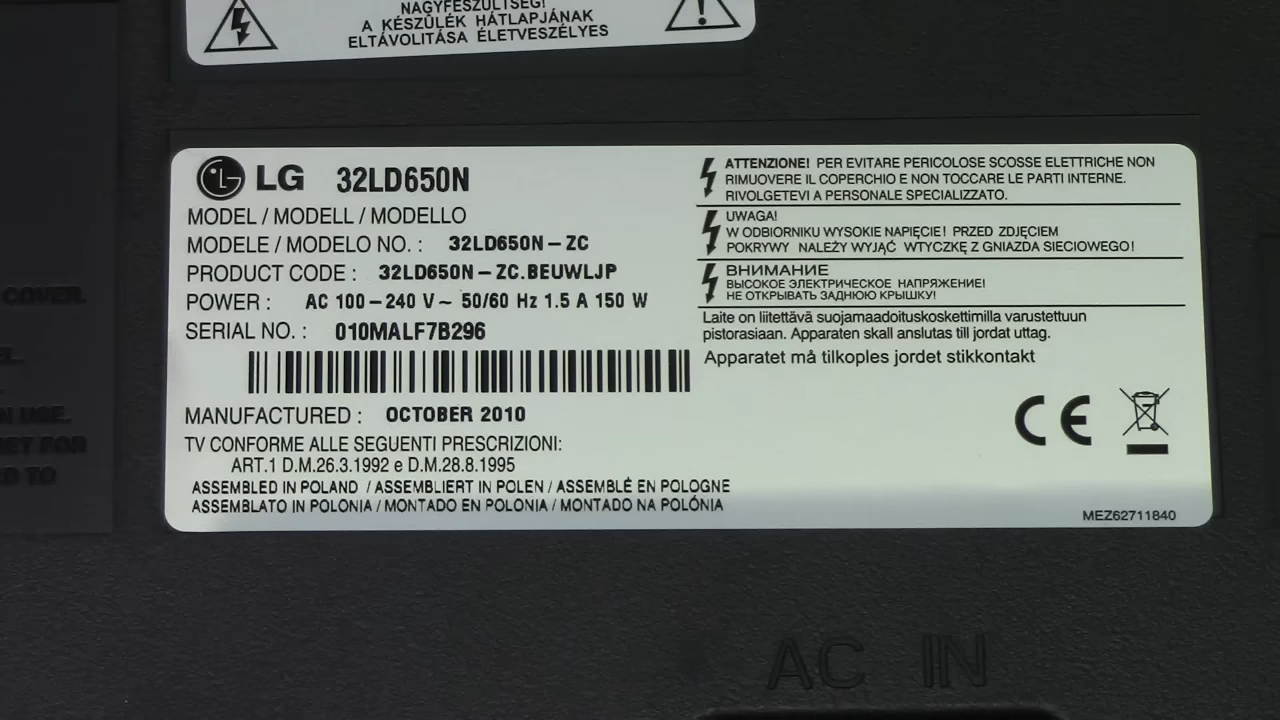 NAGYFESZÜLTSÉG!
A KÉSZÜLÉK HÁTLAPJÁNAK
ELTÁVOLITÁSA ÉLETVESZÉLYES
LG 32LD650N
MODEL / MODELL / MODELLO
MODELE / MODELO NO. : 32LD650N-ZC
PRODUCT CODE : 32LD650N-ZC.BEUWLJP
POWER : AC 100-240 V~ 50/60 Hz 1.5 A 150 W
SERIAL NO. : 010MALF7B296
MANUFACTURED : OCTOBER 2010
TV CONFORME ALLE SEGUENTI PRESCRIZIONI:
ART.1 D.M.26.3.1992 e D.M.28.8.1995
ASSEMBLED IN POLAND / ASSEMBLIERT IN POLEN / ASSEMBLÉ EN POLOGNE
ASSEMBLATO IN POLONIA / MONTADO EN POLONIA / MONTADO NA POLÓNIA
ATTENZIONE! PER EVITARE PERICOLOSE SCOSSE ELETTRICHE NON
RIMUOVERE IL COPERCHIO E NON TOCCARE LE PARTI INTERNE.
RIVOLGETEVI A PERSONALE SPECIALIZZATO.
UWAGA!
W ODBIORNIKU WYSOKIE NAPIĘCIE! PRZED ZDJĘCIEM
POKRYWY NALEŻY WYJĄĆ WTYCZKĘ Z GNIAZDA SIECIOWEGO!
ВНИМАНИЕ
ВЫСОКОЕ ЭЛЕКТРИЧЕСКОЕ НАПРЯЖЕНИЕ!
НЕ ОТКРЫВАТЬ ЗАДНЮЮ КРЫШКУ!
Laite on liitettävä suojamaadoituskoskettimilla varustettuun
pistorasiaan. Apparaten skall anslutas till jordat uttag.
Apparatet må tilkoples jordet stikkontakt
CE
MEZ62711840
COVER.
USE.
FOR
TO
AC IN